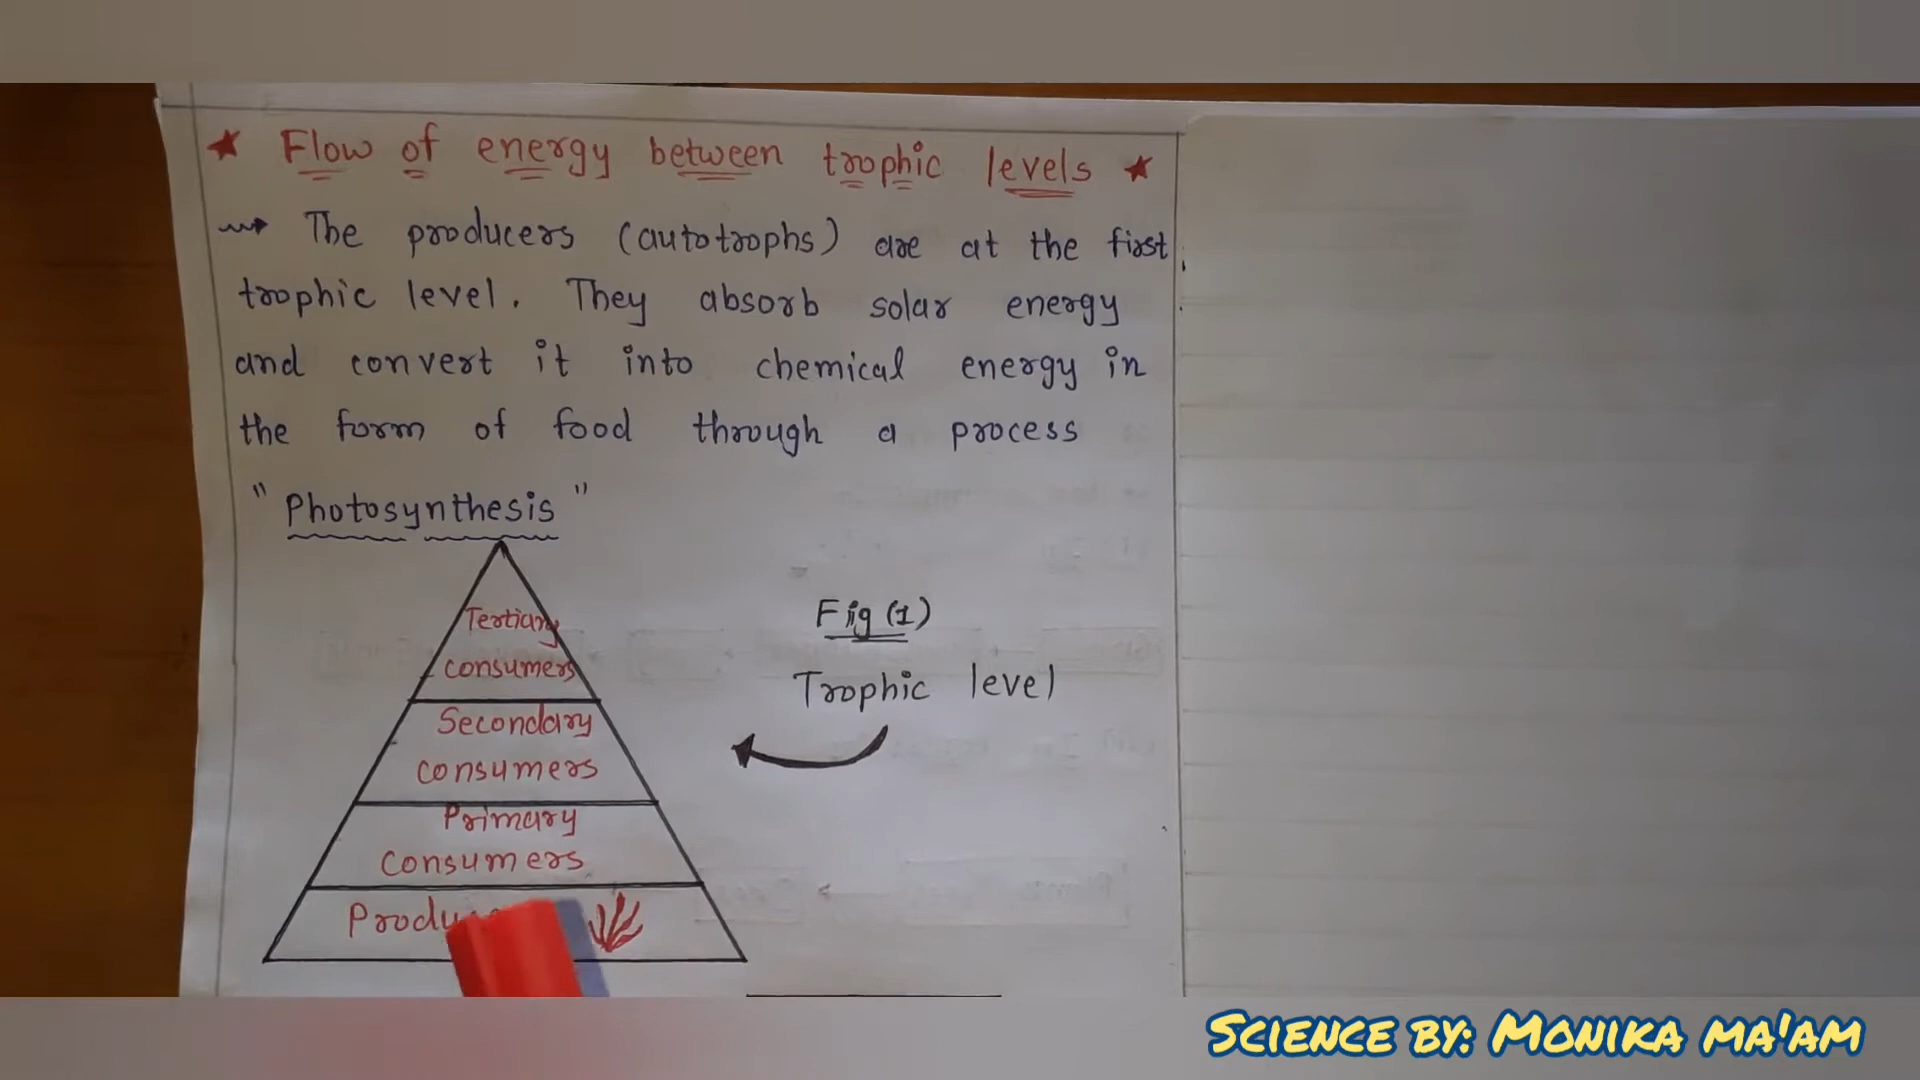 ★ Flow of energy between trophic levels ★
The producers (autotrophs) are at the first
trophic level. They absorb solar energy
and convert it into chemical energy in
the form of food through a process
"Photosynthesis"
Tertiary
consumers
Secondary
consumers
Primary
consumers
Fig (1)
Trophic level
SCIENCE BY: MONIKA MA'AM